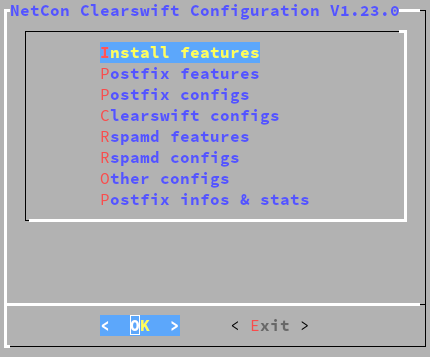 NetCon Clearswift Configuration V1.23.0
Install features
Postfix features
Postfix configs
Clearswift configs
Rspamd features
Rspamd configs
Other configs
Postfix infos & stats
<  OK  > < Exit >